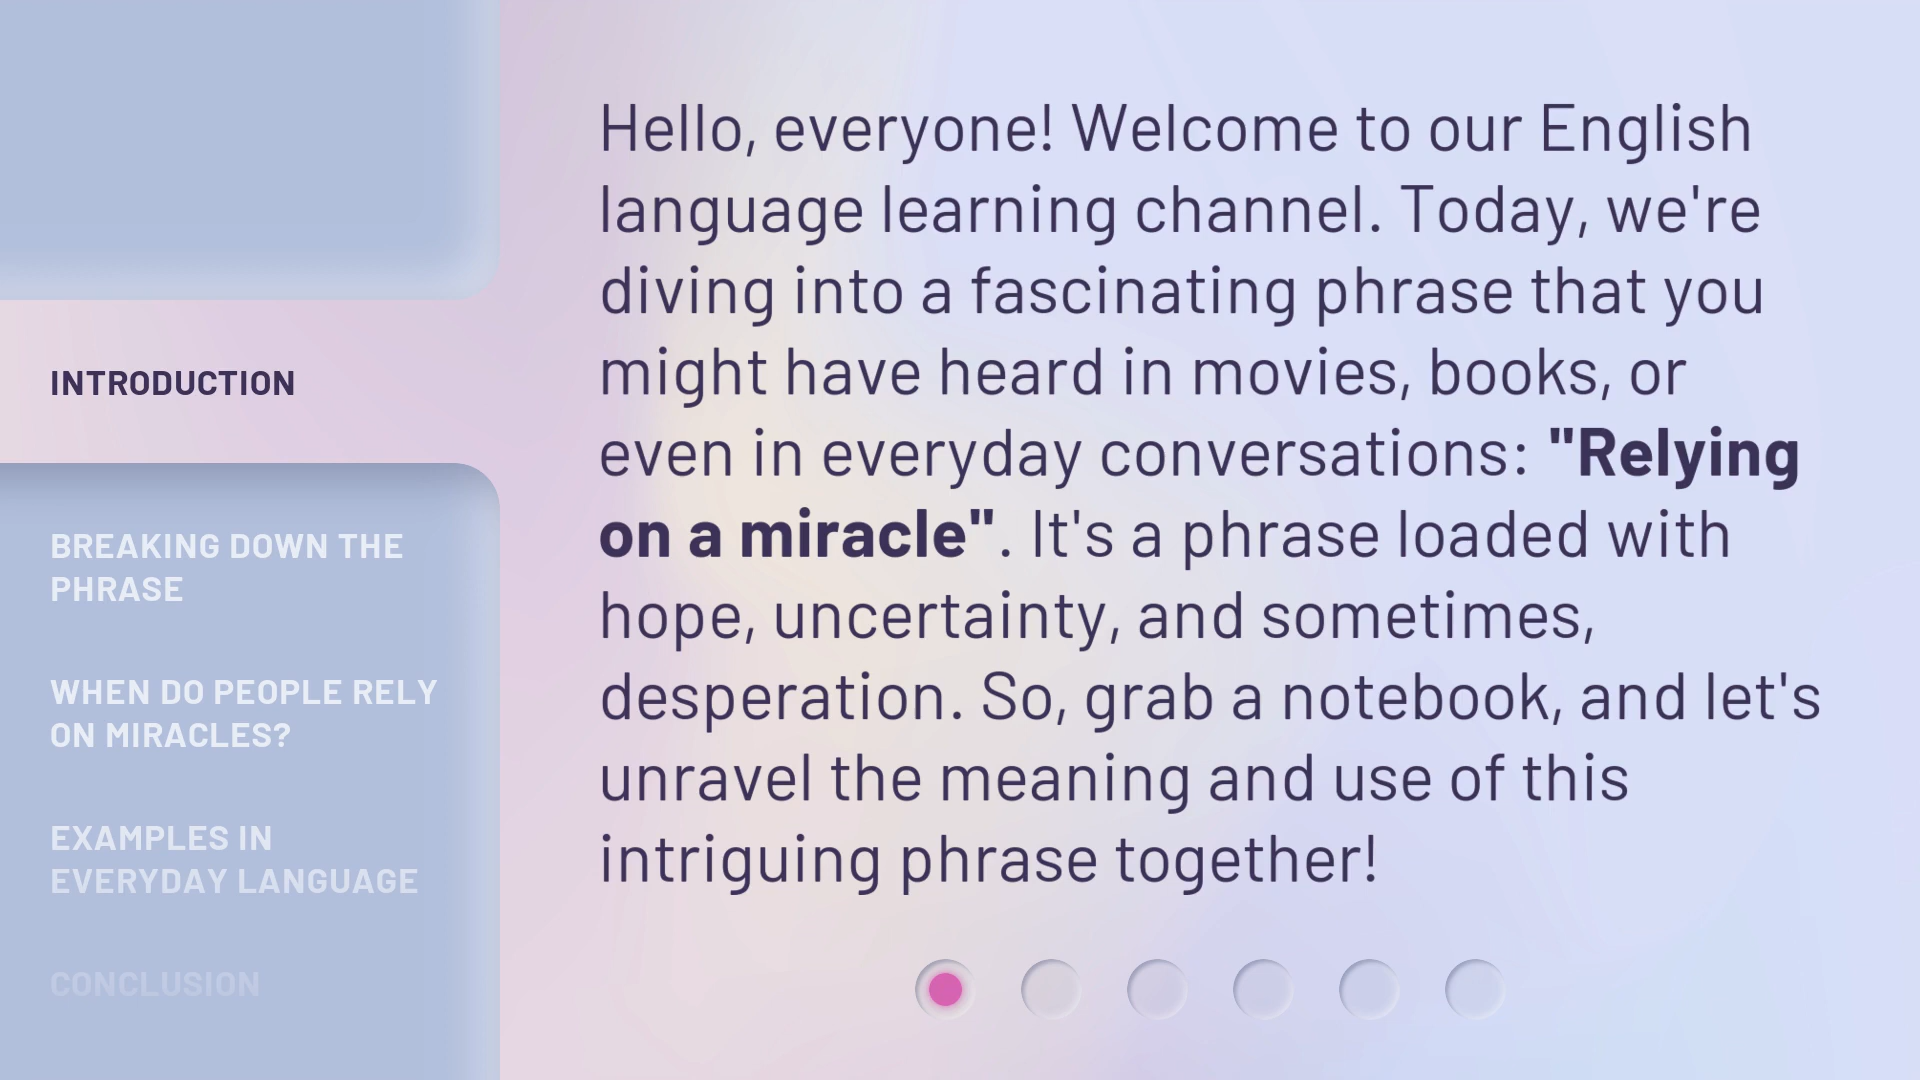 INTRODUCTION
BREAKING DOWN THE
PHRASE
WHEN DO PEOPLE RELY
ON MIRACLES?
EXAMPLES IN
EVERYDAY LANGUAGE
CONCLUSION
Hello, everyone! Welcome to our English
language learning channel. Today, we're
diving into a fascinating phrase that you
might have heard in movies, books, or
even in everyday conversations: "Relying
on a miracle". It's a phrase loaded with
hope, uncertainty, and sometimes,
desperation. So, grab a notebook, and let's
unravel the meaning and use of this
intriguing phrase together!